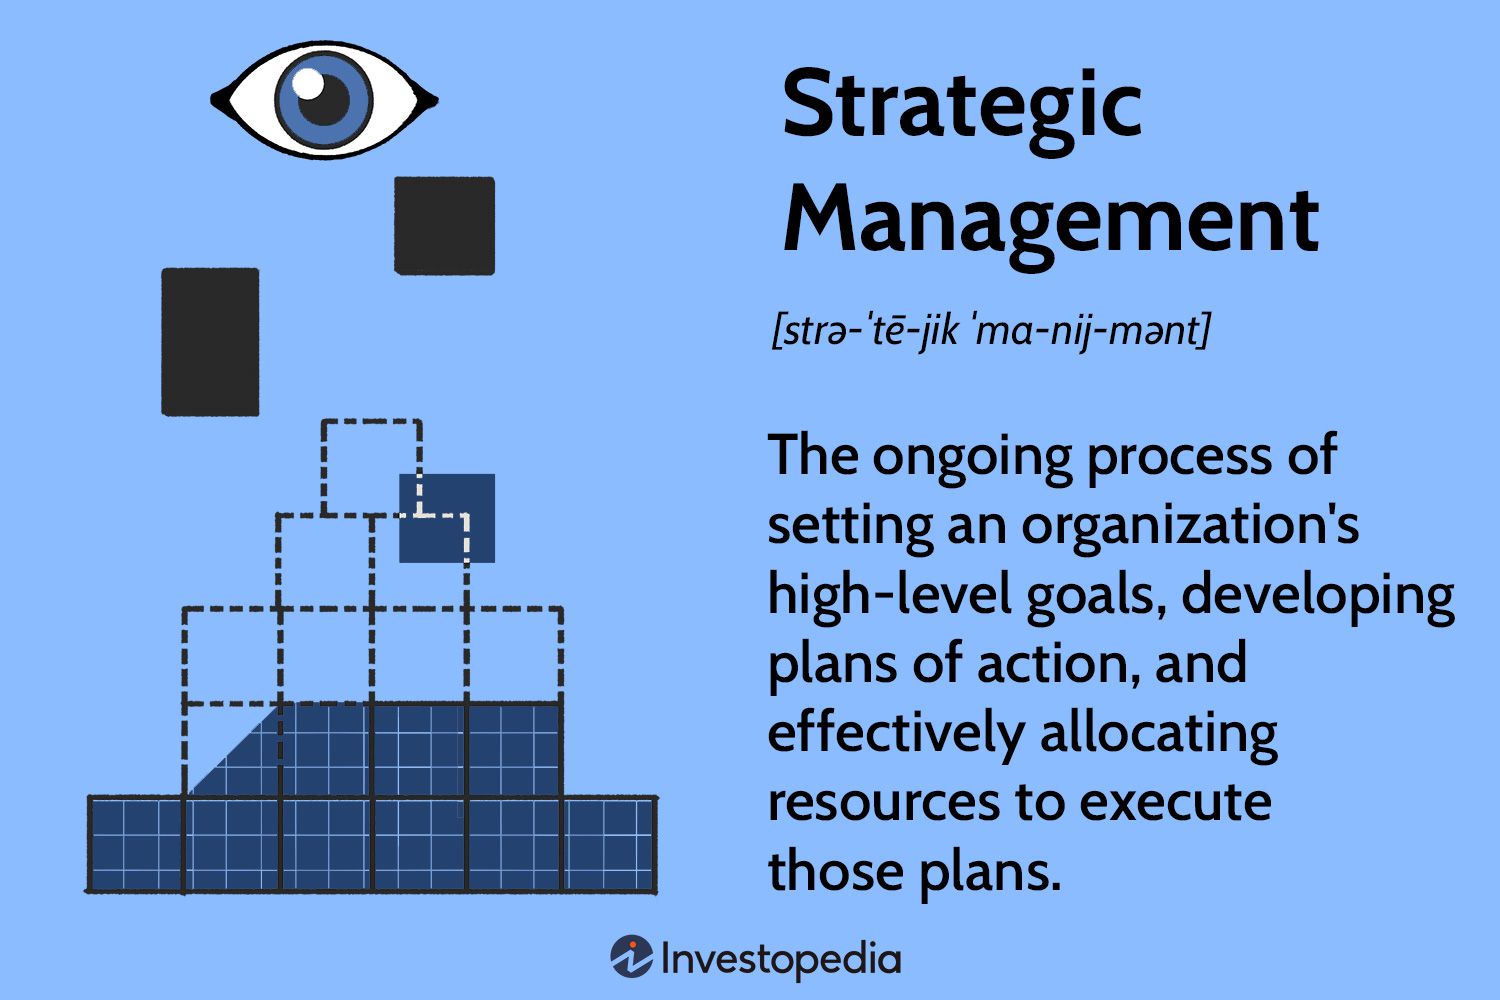 Strategic
Management
[strə-ˈtē-jik ˈma-nij-mənt]
The ongoing process of
setting an organization's
high-level goals, developing
plans of action, and
effectively allocating
resources to execute
those plans.
Investopedia